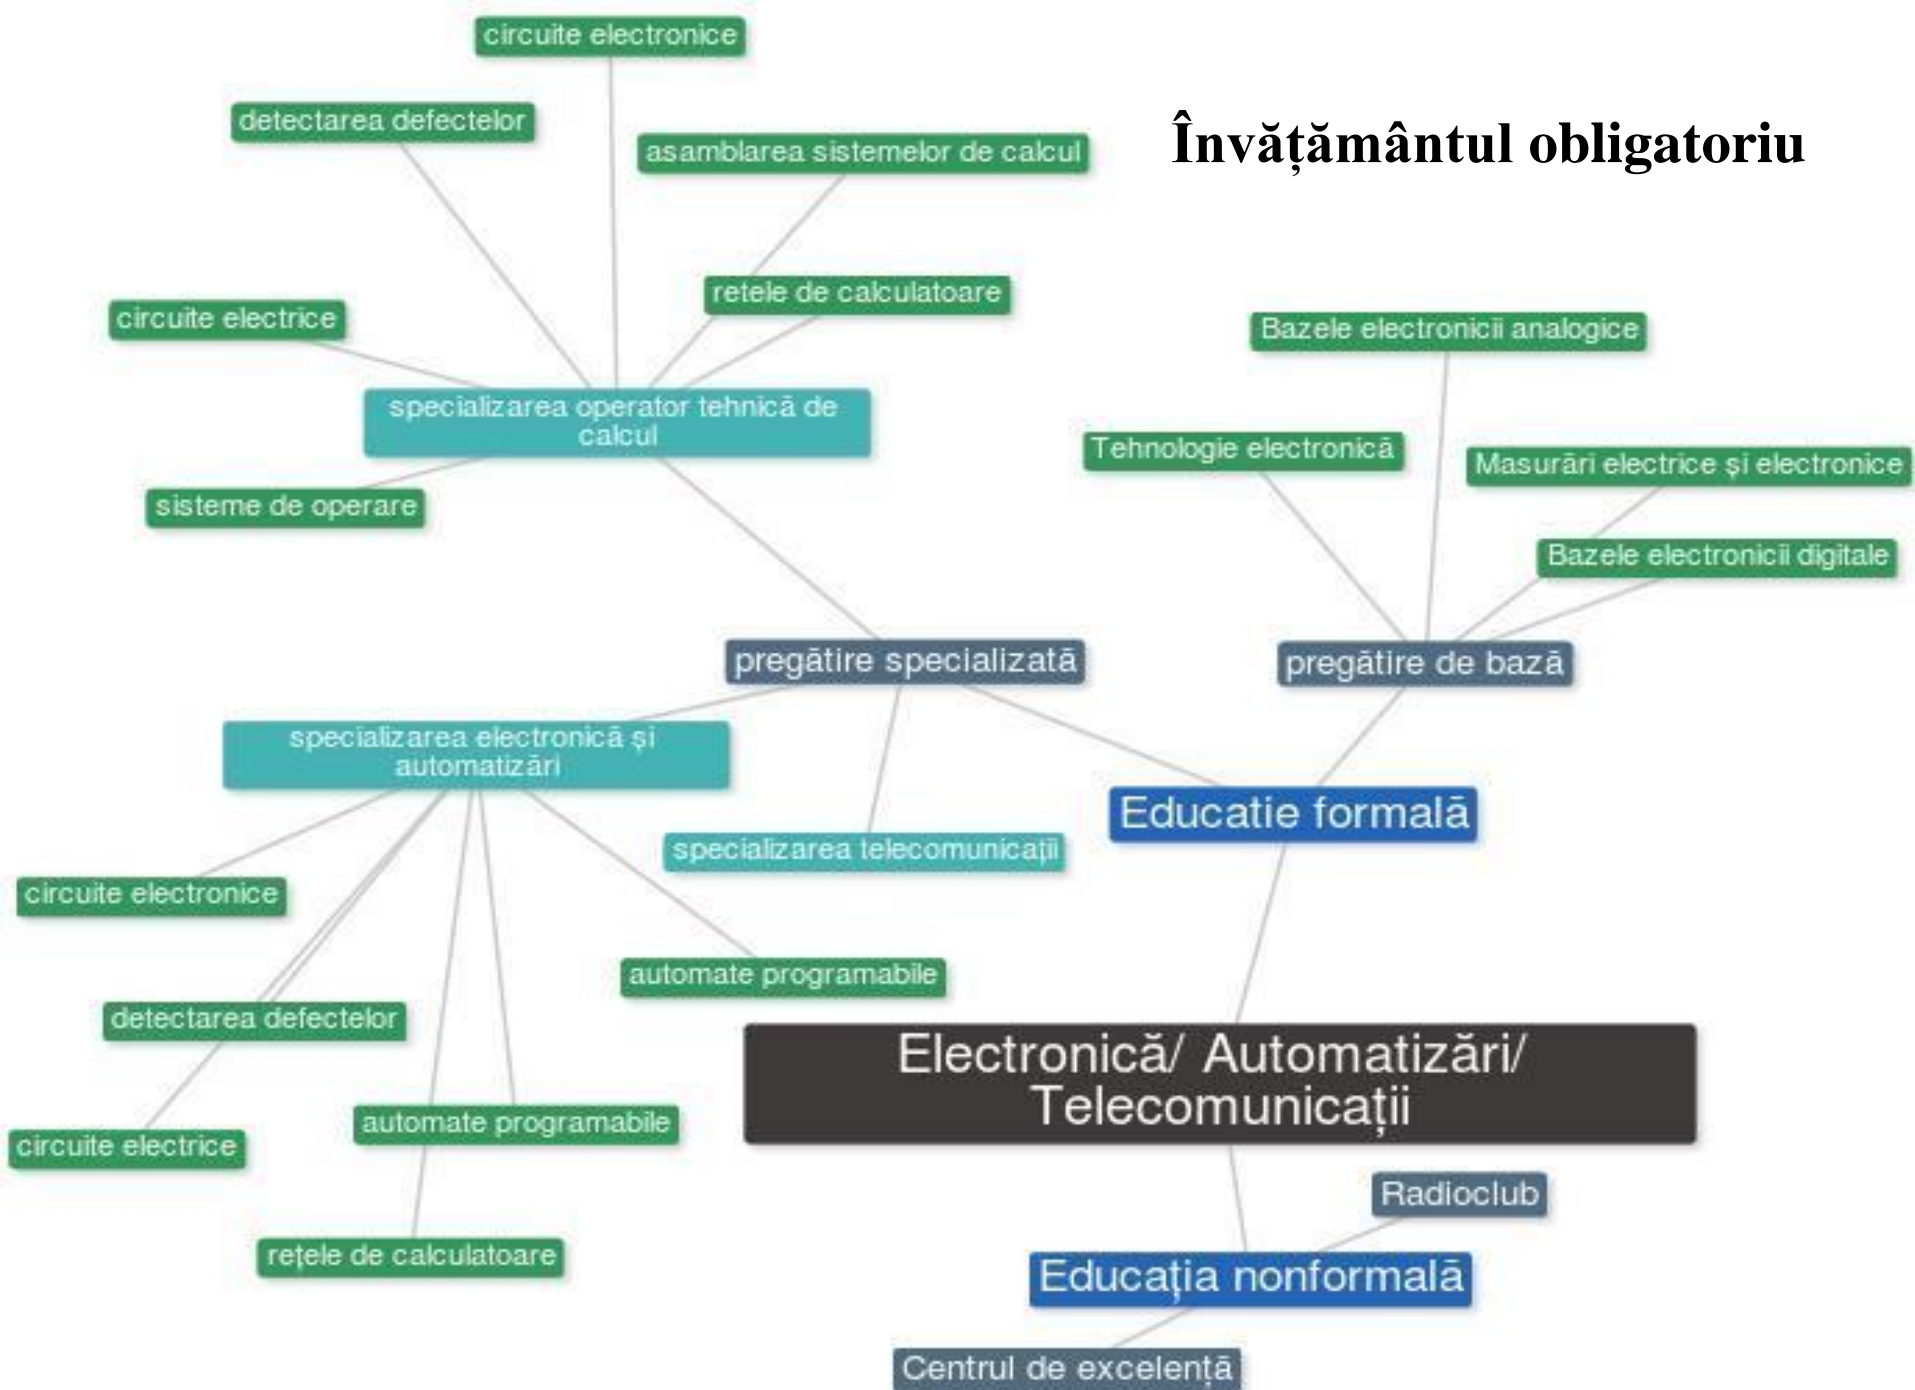 circuite electronice
detectarea defectelor
Învățământul obligatoriu
asamblarea sistemelor de calcul
retele de calculatoare
circuite electrice
Bazele electronicii analogice
specializarea operator tehnică de
calcul
Tehnologie electronică
Masurări electrice și electronice
sisteme de operare
Bazele electronicii digitale
pregătire specializată
pregătire de bază
specializarea electronică și
automatizări
Educatie formală
specializarea telecomunicații
circuite electronice
automate programabile
detectarea defectelor
Electronică/ Automatizări/
Telecomunicații
automate programabile
circuite electrice
Radioclub
rețele de calculatoare
Educația nonformală
Centrul de excelență